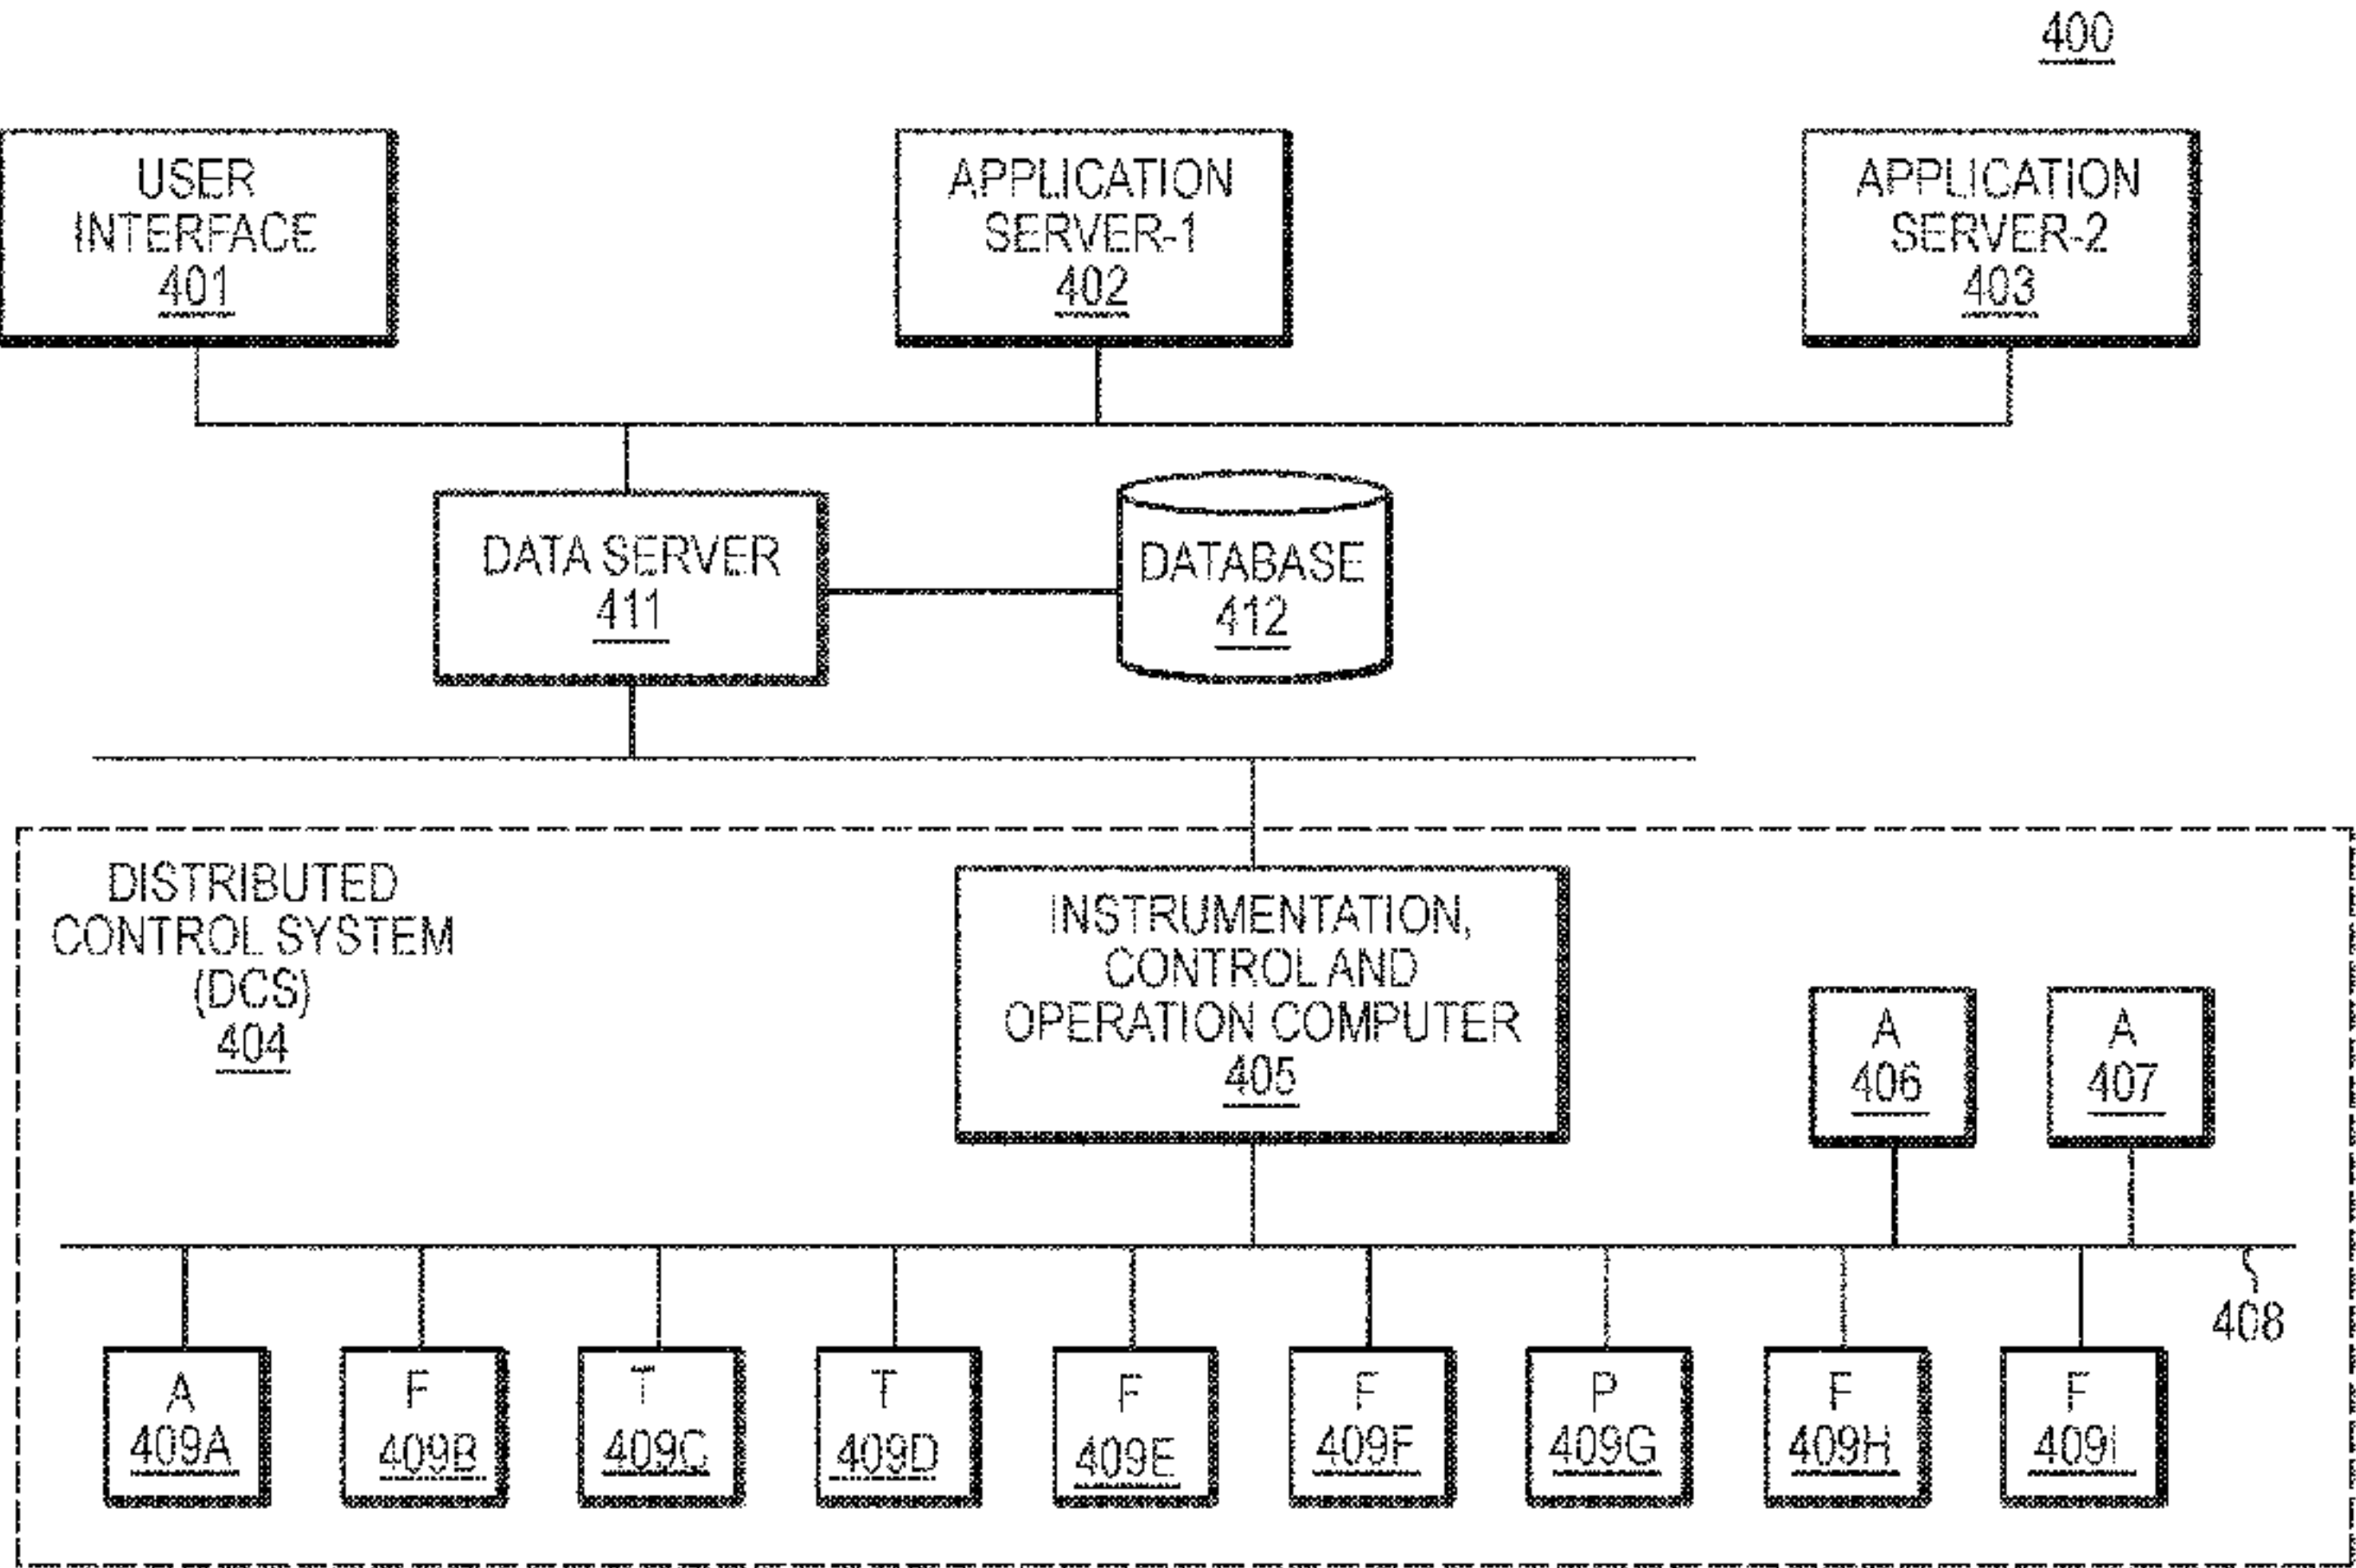 400
USER
INTERFACE
401
APPLICATION
SERVER-1
402
APPLICATION
SERVER-2
403
DATA SERVER
411
DATABASE
412
DISTRIBUTED
CONTROL SYSTEM
(DCS)
404
INSTRUMENTATION,
CONTROL AND
OPERATION COMPUTER
405
A
406
A
407
408
A
409A
F
409B
T
409C
T
409D
F
409E
F
409F
P
409G
F
409H
F
409I